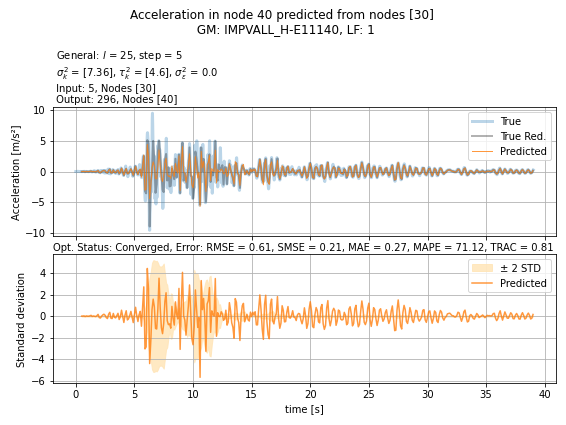 Acceleration in node 40 predicted from nodes [30]
GM: IMPVALL_H-E11140, LF: 1
General: l = 25, step = 5
σ²ₖ = [7.36], τ²ₖ = [4.6], σ²_ε = 0.0
Input: 5, Nodes [30]
Output: 296, Nodes [40]
10
5
0
−5
−10
Acceleration [m/s²]
True
True Red.
Predicted
Opt. Status: Converged, Error: RMSE = 0.61, SMSE = 0.21, MAE = 0.27, MAPE = 71.12, TRAC = 0.81
4
2
0
−2
−4
−6
Standard deviation
± 2 STD
Predicted
0 5 10 15 20 25 30 35 40
time [s]